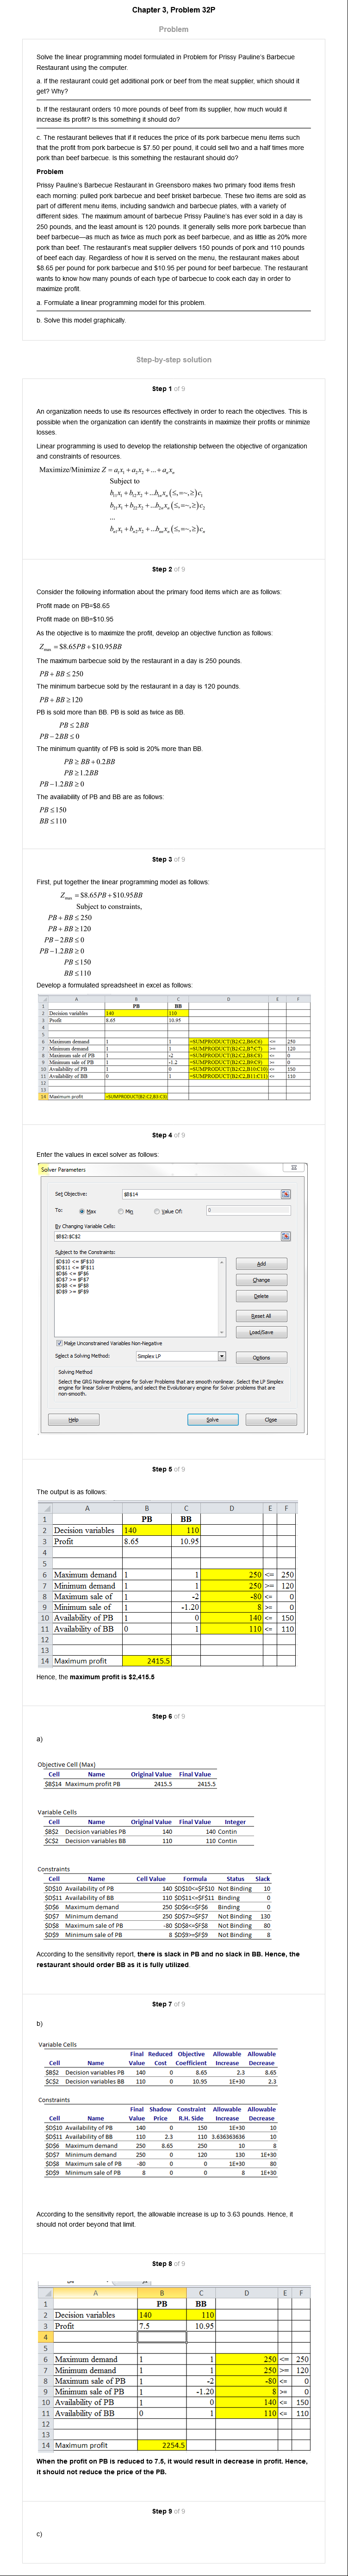 Chapter 3, Problem 32P
Problem
Solve the linear programming model formulated in Problem for Prissy Pauline's Barbecue
Restaurant using the computer.
a. If the restaurant could get additional pork or beef from the meat supplier, which should it
get? Why?
b. If the restaurant orders 10 more pounds of beef from its supplier, how much would it
increase its profit? Is this something it should do?
c. The restaurant believes that if it reduces the price of its pork barbecue menu items such
that the profit from pork barbecue is $7.50 per pound, it could sell two and a half times more
pork than beef barbecue. Is this something the restaurant should do?
Problem
Prissy Pauline's Barbecue Restaurant in Greensboro makes two primary food items fresh
each morning: pulled pork barbecue and beef brisket barbecue. These two items are sold as
part of different menu items, including sandwich and barbecue plates, with a variety of
different sides. The maximum amount of barbecue Prissy Pauline's has ever sold in a day is
250 pounds, and the least amount is 120 pounds. It generally sells more pork barbecue than
beef barbecue—as much as twice as much pork as beef barbecue, and as little as 20% more
pork than beef. The restaurant's meat supplier delivers 150 pounds of pork and 110 pounds
of beef each day. Regardless of how it is served on the menu, the restaurant makes about
$8.65 per pound for pork barbecue and $10.95 per pound for beef barbecue. The restaurant
wants to know how many pounds of each type of barbecue to cook each day in order to
maximize profit.
a. Formulate a linear programming model for this problem.
b. Solve this model graphically.
Step-by-step solution
Step 1 of 9
An organization needs to use its resources effectively in order to reach the objectives. This is
possible when the organization can identify the constraints in maximize their profits or minimize
losses.
Linear programming is used to develop the relationship between the objective of organization
and constraints of resources.
Maximize/Minimize Z = a₁x₁ + a₂x₂ + ... + aₙxₙ
Subject to
b₁₁x₁ + b₁₂x₂ + ...b₁ₙxₙ (≤,=~,≥)c₁
b₂₁x₁ + b₂₂x₂ + ...b₂ₙxₙ (≤,=~,≥)c₂
...
bₙ₁x₁ + bₙ₂x₂ + ...bₙₙxₙ (≤,=~,≥)cₙ
Step 2 of 9
Consider the following information about the primary food items which are as follows:
Profit made on PB=$8.65
Profit made on BB=$10.95
As the objective is to maximize the profit, develop an objective function as follows:
Zmax = $8.65PB + $10.95BB
The maximum barbecue sold by the restaurant in a day is 250 pounds.
PB + BB ≤ 250
The minimum barbecue sold by the restaurant in a day is 120 pounds.
PB + BB ≥ 120
PB is sold more than BB. PB is sold as twice as BB.
PB ≤ 2BB
PB − 2BB ≤ 0
The minimum quantity of PB is sold is 20% more than BB.
PB ≥ BB + 0.2BB
PB ≥ 1.2BB
PB − 1.2BB ≥ 0
The availability of PB and BB are as follows:
PB ≤ 150
BB ≤ 110
Step 3 of 9
First, put together the linear programming model as follows:
Zmax = $8.65PB + $10.95BB
Subject to constraints,
PB + BB ≤ 250
PB + BB ≥ 120
PB − 2BB ≤ 0
PB − 1.2BB ≥ 0
PB ≤ 150
BB ≤ 110
Develop a formulated spreadsheet in excel as follows:
A B C D E F
1 PB BB
2 Decision variables 140 110
3 Profit 8.65 10.95
4
5
6 Maximum demand 1 1 =SUMPRODUCT(B2:C2,B6:C6) <= 250
7 Minimum demand 1 1 =SUMPRODUCT(B2:C2,B7:C7) >= 120
8 Maximum sale of PB 1 -2 =SUMPRODUCT(B2:C2,B8:C8) <= 0
9 Minimum sale of PB 1 -1.2 =SUMPRODUCT(B2:C2,B9:C9) >= 0
10 Availability of PB 1 0 =SUMPRODUCT(B2:C2,B10:C10) <= 150
11 Availability of BB 0 1 =SUMPRODUCT(B2:C2,B11:C11) <= 110
12
13
14 Maximum profit =SUMPRODUCT(B2:C2,B3:C3)
Step 4 of 9
Enter the values in excel solver as follows:
Solver Parameters
Set Objective: $B$14
To: Max Min Value Of: 0
By Changing Variable Cells:
$B$2:$C$2
Subject to the Constraints:
$D$10 <= $F$10
$D$11 <= $F$11
$D$6 <= $F$6
$D$7 >= $F$7
$D$8 <= $F$8
$D$9 >= $F$9
Add
Change
Delete
Reset All
Load/Save
Make Unconstrained Variables Non-Negative
Select a Solving Method: Simplex LP Options
Solving Method
Select the GRG Nonlinear engine for Solver Problems that are smooth nonlinear. Select the LP Simplex
engine for linear Solver Problems, and select the Evolutionary engine for Solver problems that are
non-smooth.
Help Solve Close
Step 5 of 9
The output is as follows:
A B C D E F
1 PB BB
2 Decision variables 140 110
3 Profit 8.65 10.95
4
5
6 Maximum demand 1 1 250 <= 250
7 Minimum demand 1 1 250 >= 120
8 Maximum sale of 1 -2 -80 <= 0
9 Minimum sale of 1 -1.20 8 >= 0
10 Availability of PB 1 0 140 <= 150
11 Availability of BB 0 1 110 <= 110
12
13
14 Maximum profit 2415.5
Hence, the maximum profit is $2,415.5
Step 6 of 9
a)
Objective Cell (Max)
Cell Name Original Value Final Value
$B$14 Maximum profit PB 2415.5 2415.5
Variable Cells
Cell Name Original Value Final Value Integer
$B$2 Decision variables PB 140 140 Contin
$C$2 Decision variables BB 110 110 Contin
Constraints
Cell Name Cell Value Formula Status Slack
$D$10 Availability of PB 140 $D$10<=$F$10 Not Binding 10
$D$11 Availability of BB 110 $D$11<=$F$11 Binding 0
$D$6 Maximum demand 250 $D$6<=$F$6 Binding 0
$D$7 Minimum demand 250 $D$7>=$F$7 Not Binding 130
$D$8 Maximum sale of PB -80 $D$8<=$F$8 Not Binding 80
$D$9 Minimum sale of PB 8 $D$9>=$F$9 Not Binding 8
According to the sensitivity report, there is slack in PB and no slack in BB. Hence, the
restaurant should order BB as it is fully utilized.
Step 7 of 9
b)
Variable Cells
Final Reduced Objective Allowable Allowable
Cell Name Value Cost Coefficient Increase Decrease
$B$2 Decision variables PB 140 0 8.65 2.3 8.65
$C$2 Decision variables BB 110 0 10.95 1E+30 2.3
Constraints
Final Shadow Constraint Allowable Allowable
Cell Name Value Price R.H. Side Increase Decrease
$D$10 Availability of PB 140 0 150 1E+30 10
$D$11 Availability of BB 110 2.3 110 3.636363636 10
$D$6 Maximum demand 250 8.65 250 10 8
$D$7 Minimum demand 250 0 120 130 1E+30
$D$8 Maximum sale of PB -80 0 0 1E+30 80
$D$9 Minimum sale of PB 8 0 0 8 1E+30
According to the sensitivity report, the allowable increase is up to 3.63 pounds. Hence, it
should not order beyond that limit.
Step 8 of 9
A B C D E F
1 PB BB
2 Decision variables 140 110
3 Profit 7.5 10.95
4
5
6 Maximum demand 1 1 250 <= 250
7 Minimum demand 1 1 250 >= 120
8 Maximum sale of PB 1 -2 -80 <= 0
9 Minimum sale of PB 1 -1.20 8 >= 0
10 Availability of PB 1 0 140 <= 150
11 Availability of BB 0 1 110 <= 110
12
13
14 Maximum profit 2254.5
When the profit on PB is reduced to 7.5, it would result in decrease in profit. Hence,
it should not reduce the price of the PB.
Step 9 of 9
c)